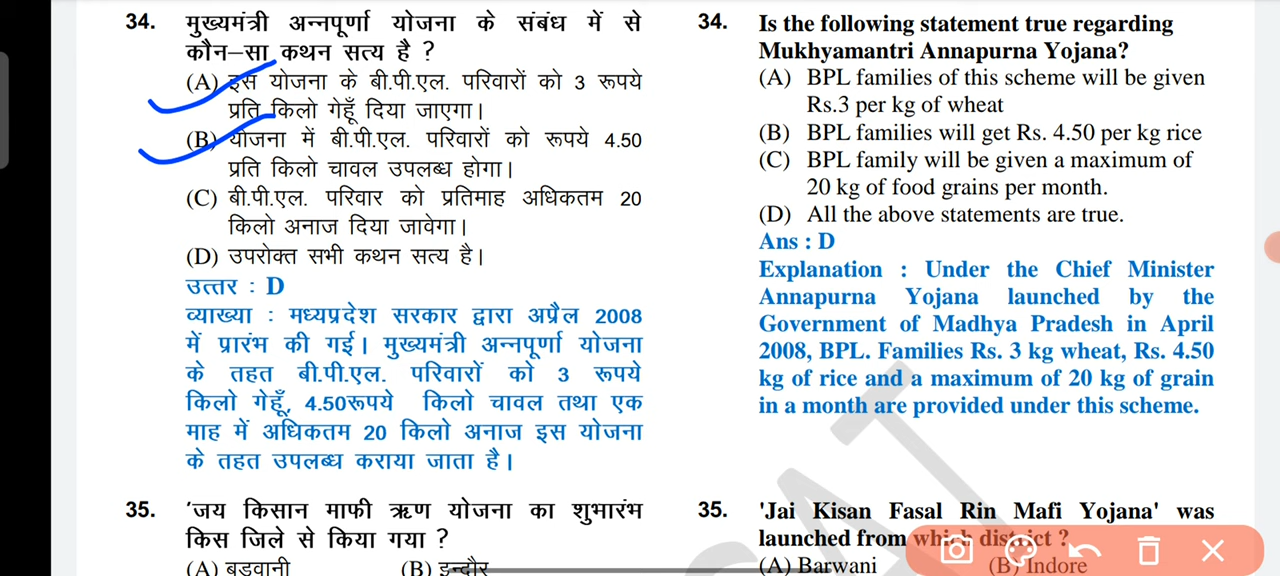 34. मुख्यमंत्री अन्नपूर्णा योजना के संबंध में से
कौन–सा कथन सत्य है ?
(A) इस योजना के बी.पी.एल. परिवारों को 3 रूपये
प्रति किलो गेहूँ दिया जाएगा।
(B) योजना में बी.पी.एल. परिवारों को रूपये 4.50
प्रति किलो चावल उपलब्ध होगा।
(C) बी.पी.एल. परिवार को प्रतिमाह अधिकतम 20
किलो अनाज दिया जावेगा।
(D) उपरोक्त सभी कथन सत्य है।
उत्तर : D
व्याख्या : मध्यप्रदेश सरकार द्वारा अप्रैल 2008
में प्रारंभ की गई। मुख्यमंत्री अन्नपूर्णा योजना
के तहत बी.पी.एल. परिवारों को 3 रूपये
किलो गेहूँ, 4.50रूपये किलो चावल तथा एक
माह में अधिकतम 20 किलो अनाज इस योजना
के तहत उपलब्ध कराया जाता है।
35. 'जय किसान माफी ऋण योजना का शुभारंभ
किस जिले से किया गया ?
(A) बड़वानी (B) इन्दौर
34. Is the following statement true regarding
Mukhyamantri Annapurna Yojana?
(A) BPL families of this scheme will be given
Rs.3 per kg of wheat
(B) BPL families will get Rs. 4.50 per kg rice
(C) BPL family will be given a maximum of
20 kg of food grains per month.
(D) All the above statements are true.
Ans : D
Explanation : Under the Chief Minister
Annapurna Yojana launched by the
Government of Madhya Pradesh in April
2008, BPL. Families Rs. 3 kg wheat, Rs. 4.50
kg of rice and a maximum of 20 kg of grain
in a month are provided under this scheme.
35. 'Jai Kisan Fasal Rin Mafi Yojana' was
launched from which district ?
(A) Barwani (B) Indore